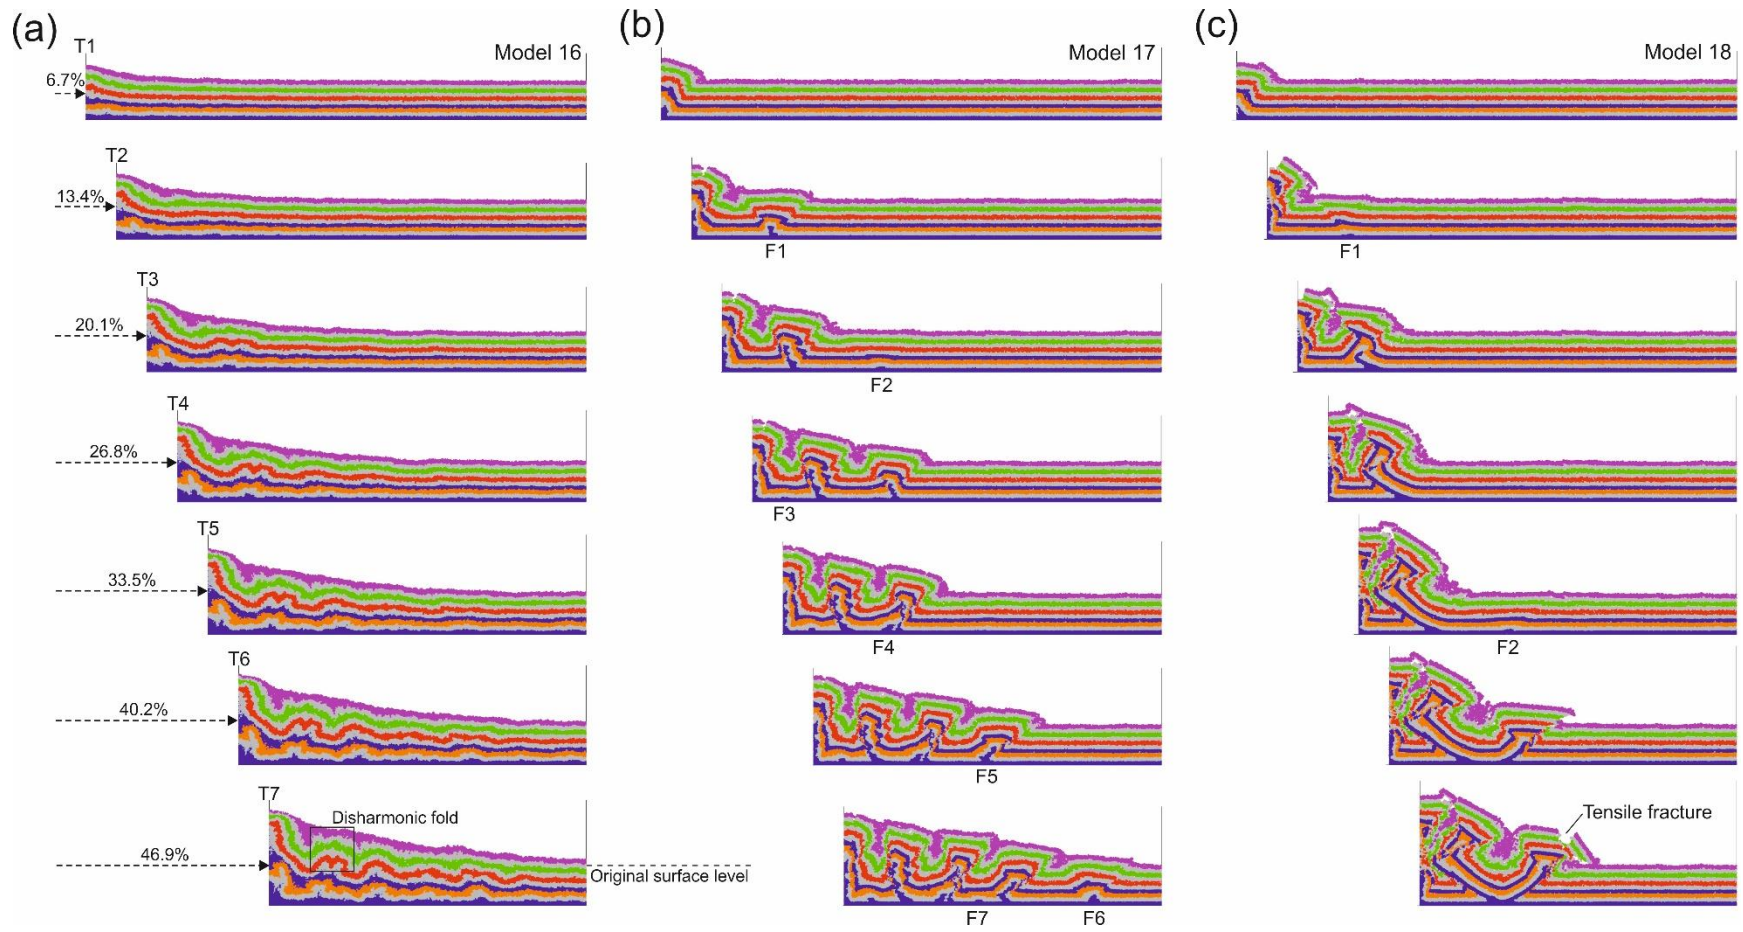 (a)
(b)
(c)
T1
Model 16
Model 17
Model 18
6.7%
T2
13.4%
F1
F1
T3
20.1%
F2
T4
26.8%
F3
T5
33.5%
F4
F2
T6
40.2%
F5
T7
Disharmonic fold
Tensile fracture
46.9%
Original surface level
F7
F6